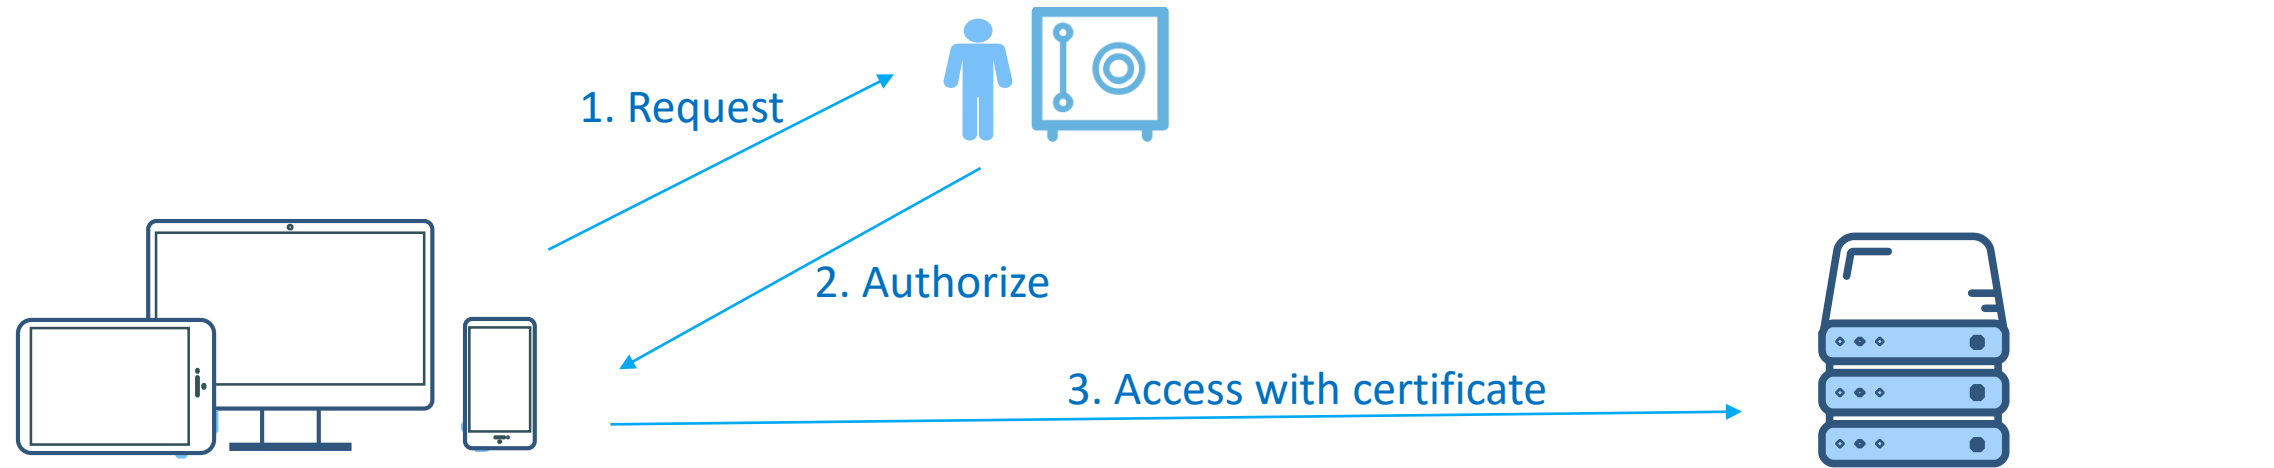 1. Request
2. Authorize
3. Access with certificate